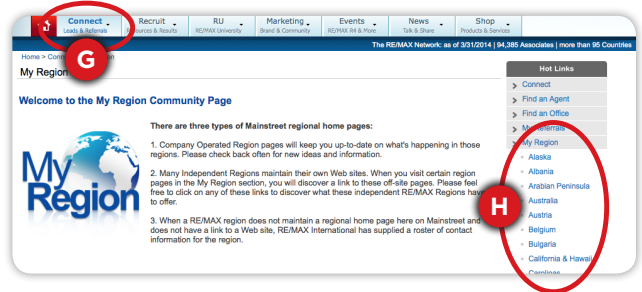 Connect Recruit RU Marketing Events News Shop
Leads & Referrals Resources & Results RE/MAX University Brand & Community RE/MAX R4 & More Talk & Share Products & Services
The RE/MAX Network: as of 3/31/2014 | 94,385 Associates | more than 95 Countries
Home >
G
My Region
Hot Links
Connect
Find an Agent
Find an Office
My Referrals
My Region
Alaska
Albania
Arabian Peninsula
Australia
Austria
Belgium
Bulgaria
California & Hawaii
Carolinas
H
Welcome to the My Region Community Page
My
Region
There are three types of Mainstreet regional home pages:
1. Company Operated Region pages will keep you up-to-date on what's happening in those
regions. Please check back often for new ideas and information.
2. Many Independent Regions maintain their own Web sites. When you visit certain region
pages in the My Region section, you will discover a link to these off-site pages. Please feel
free to click on any of these links to discover what these independent RE/MAX Regions have
to offer.
3. When a RE/MAX region does not maintain a regional home page here on Mainstreet and
does not have a link to a Web site, RE/MAX International has supplied a roster of contact
information for the region.